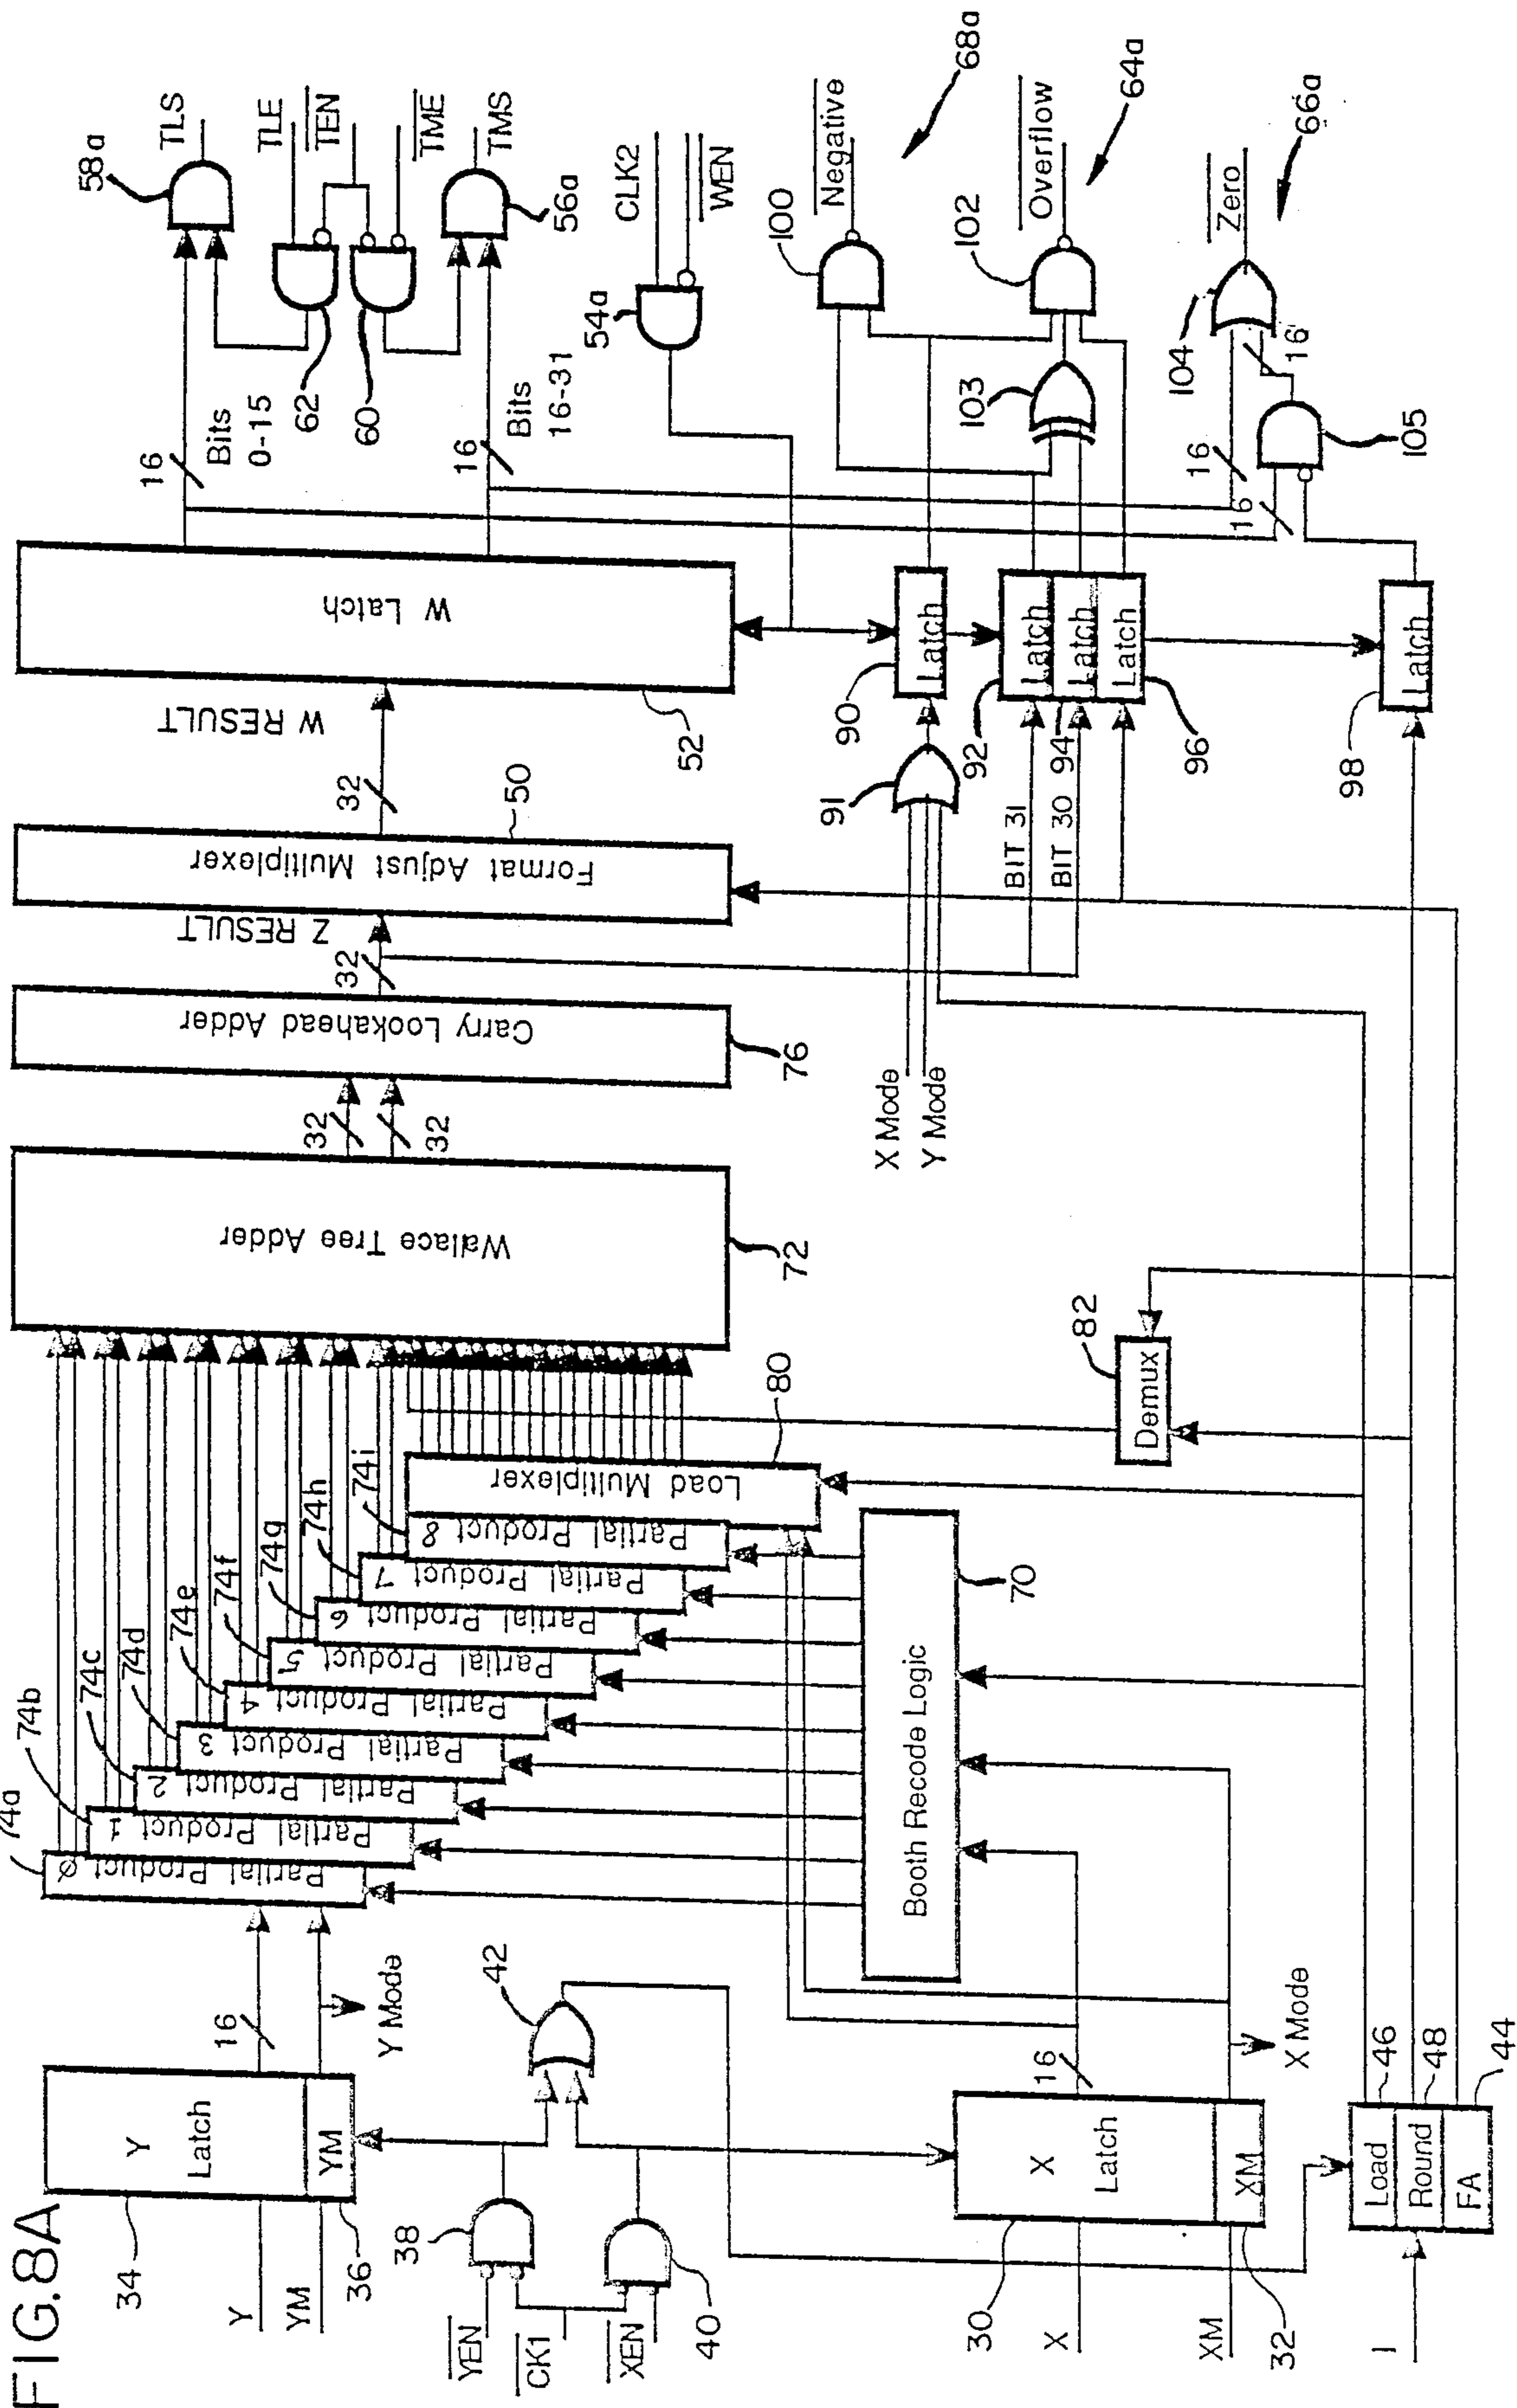 FIG.8A
34
Y
Latch
YM
Y
YM
36
16
Y Mode
YEN
CK1
XEN
38
40
42
30
X
Latch
XM
X
XM
32
16
X Mode
I
Load
Round
FA
46
48
44
74a
74b
74c
74d
74e
74f
74g
74h
74i
Partial Product Ø
Partial Product 1
Partial Product 2
Partial Product 3
Partial Product 4
Partial Product 5
Partial Product 6
Partial Product 7
Partial Product 8
Load Multiplexer
80
Booth Recode Logic
70
Demux
82
Wallace Tree Adder
72
32
32
Carry Lookahead Adder
76
32
Z RESULT
Format Adjust Multiplexer
50
32
W RESULT
W Latch
52
X Mode
Y Mode
91
90
Latch
BIT 31
BIT 30
92
94
96
Latch
Latch
Latch
98
Latch
16
Bits
0-15
16
Bits
16-31
62
60
58a
TLS
TLE
TEN
TME
TMS
56a
54a
CLK2
WEN
100
Negative
68a
103
102
Overflow
64a
104
16
16
16
105
Zero
66a